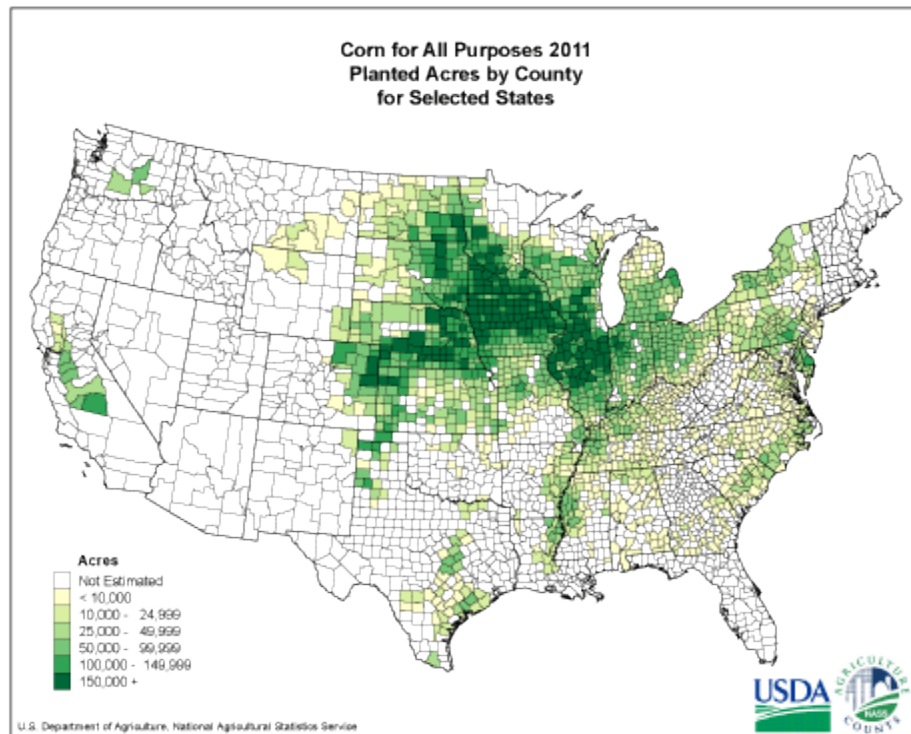 Corn for All Purposes 2011
Planted Acres by County
for Selected States
Acres
Not Estimated
< 10,000
10,000 - 24,999
25,000 - 49,999
50,000 - 99,999
100,000 - 149,999
150,000 +
USDA
AGRICULTURE
NASS
COUNTS
U.S. Department of Agriculture, National Agricultural Statistics Service